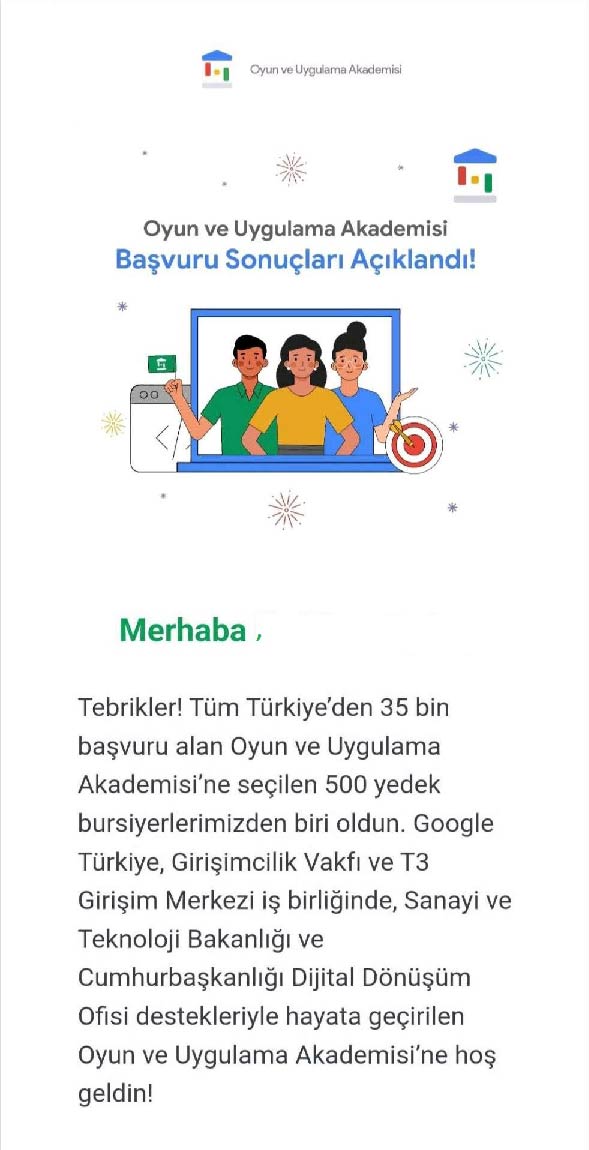 Oyun ve Uygulama Akademisi
Oyun ve Uygulama Akademisi
Başvuru Sonuçları Açıklandı!
Merhaba ,
Tebrikler! Tüm Türkiye’den 35 bin
başvuru alan Oyun ve Uygulama
Akademisi’ne seçilen 500 yedek
bursiyerlerimizden biri oldun. Google
Türkiye, Girişimcilik Vakfı ve T3
Girişim Merkezi iş birliğinde, Sanayi ve
Teknoloji Bakanlığı ve
Cumhurbaşkanlığı Dijital Dönüşüm
Ofisi destekleriyle hayata geçirilen
Oyun ve Uygulama Akademisi’ne hoş
geldin!